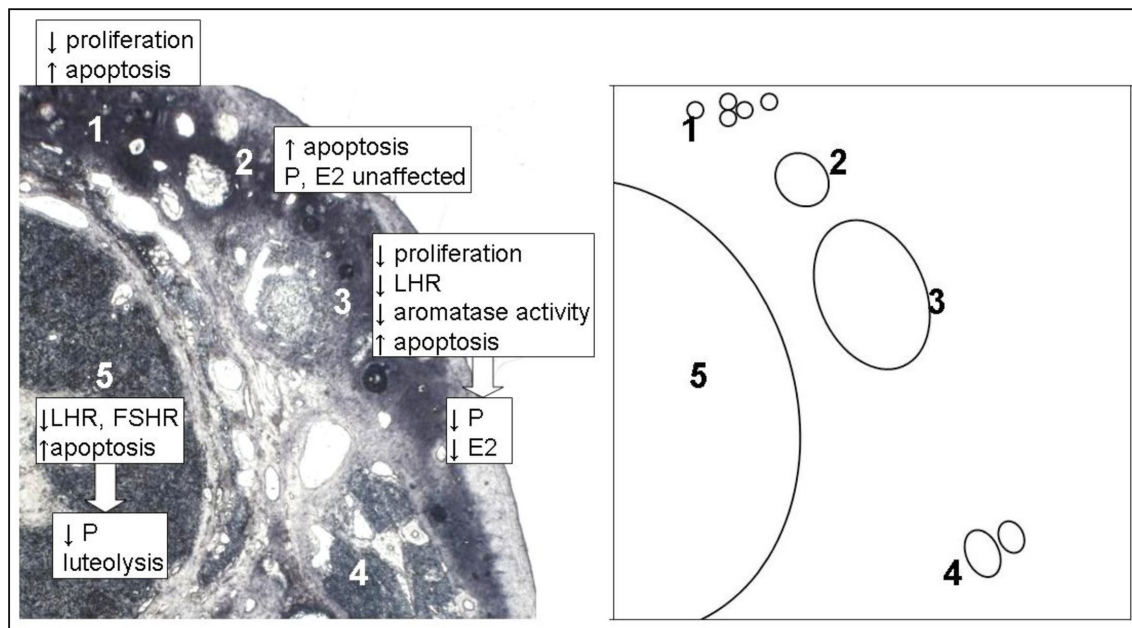 ↓ proliferation
↑ apoptosis
1
2
↑ apoptosis
P, E2 unaffected
3
↓ proliferation
↓ LHR
↓ aromatase activity
↑ apoptosis
↓ P
↓ E2
5
↓LHR, FSHR
↑apoptosis
↓ P
luteolysis
4
1
2
3
5
4